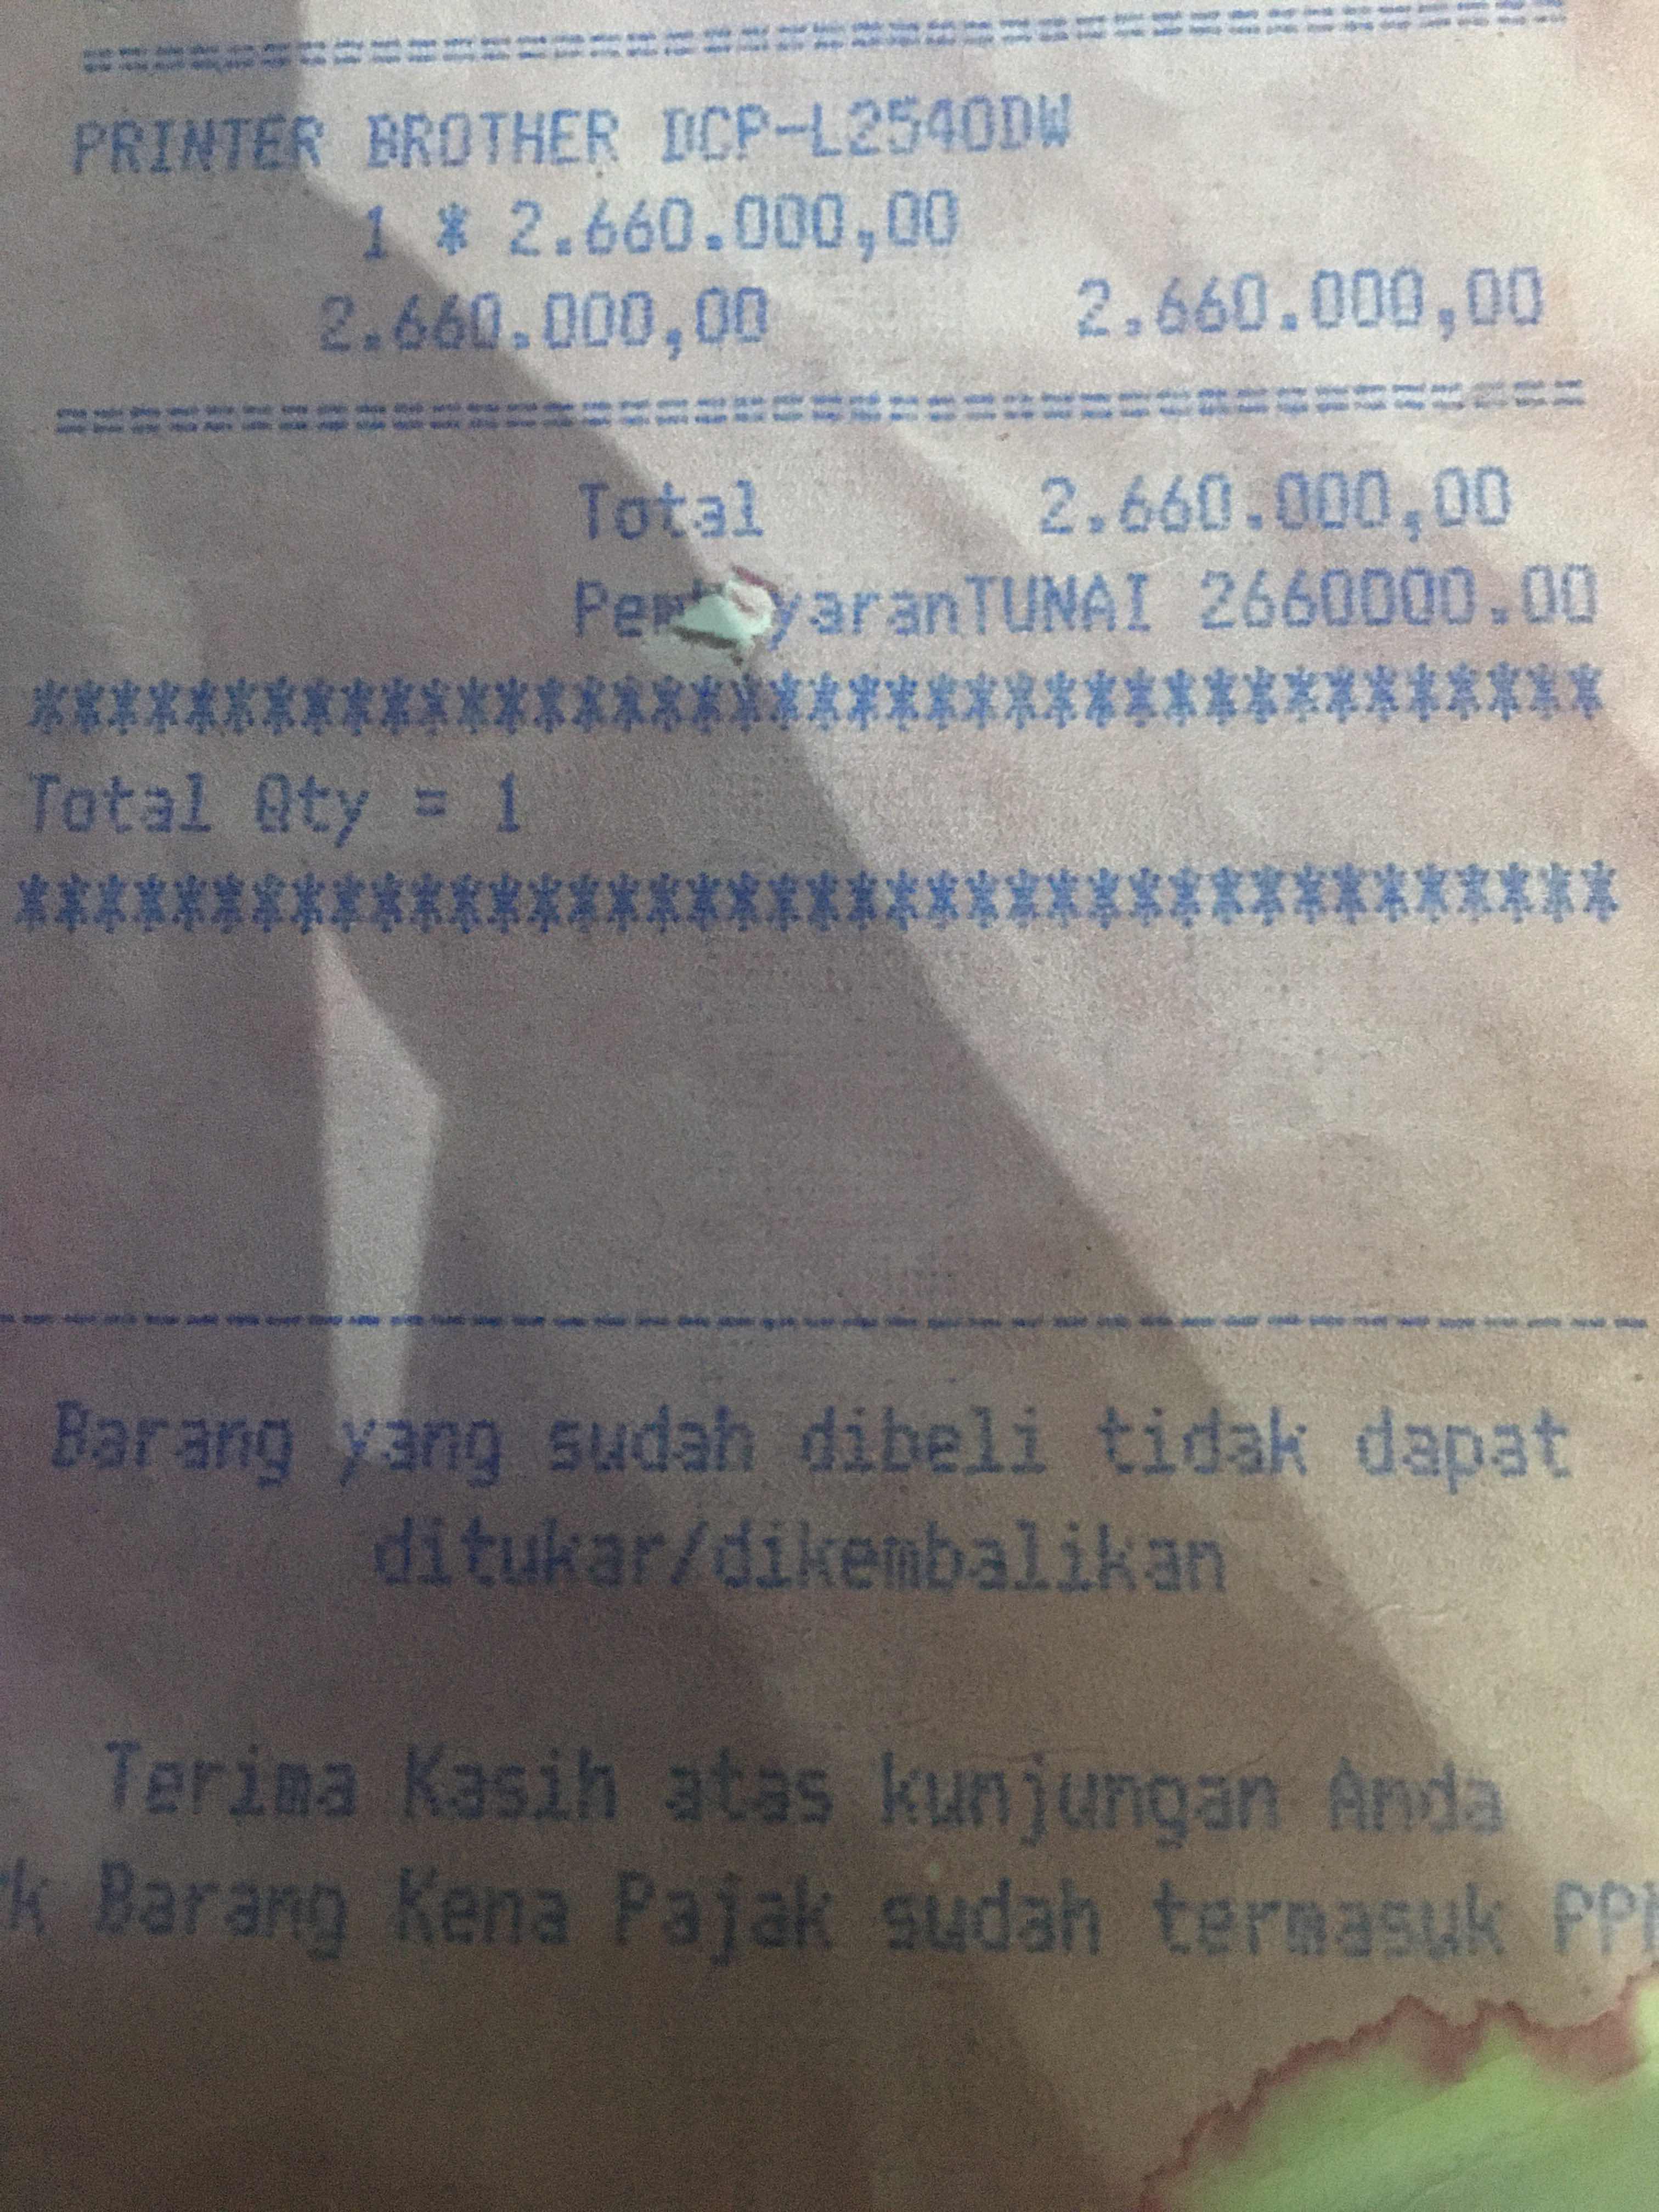 ================================================
PRINTER BROTHER DCP-L2540DW
1 * 2.660.000,00
2.660.000,00 2.660.000,00
================================================
Total 2.660.000,00
2660000.00
****************************************
Total Qty = 1
****************************************
------------------------------------------------
Barang yang sudah dibeli tidak dapat
ditukar/dikembalikan
Terima Kasih atas kunjungan Anda
Barang Kena Pajak sudah termasuk